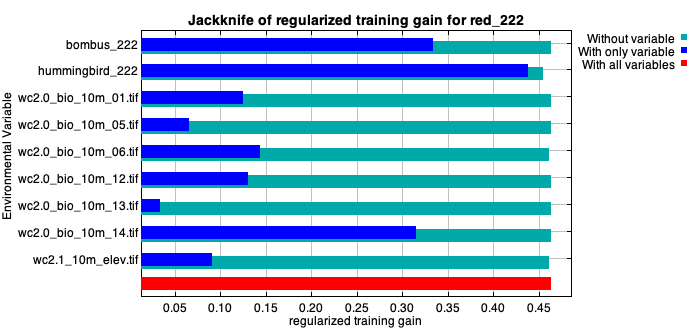 Jackknife of regularized training gain for red_222
Without variable
With only variable
With all variables
Environmental Variable
bombus_222
hummingbird_222
wc2.0_bio_10m_01.tif
wc2.0_bio_10m_05.tif
wc2.0_bio_10m_06.tif
wc2.0_bio_10m_12.tif
wc2.0_bio_10m_13.tif
wc2.0_bio_10m_14.tif
wc2.1_10m_elev.tif
0.05 0.10 0.15 0.20 0.25 0.30 0.35 0.40 0.45
regularized training gain